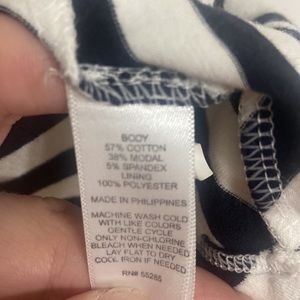 BODY
57% COTTON
38% MODAL
5% SPANDEX
LINING
100% POLYESTER
MADE IN PHILIPPINES
MACHINE WASH COLD
WITH LIKE COLORS
GENTLE CYCLE
ONLY NON-CHLORINE
BLEACH WHEN NEEDED
LAY FLAT TO DRY
COOL IRON IF NEEDED
RN# 55285